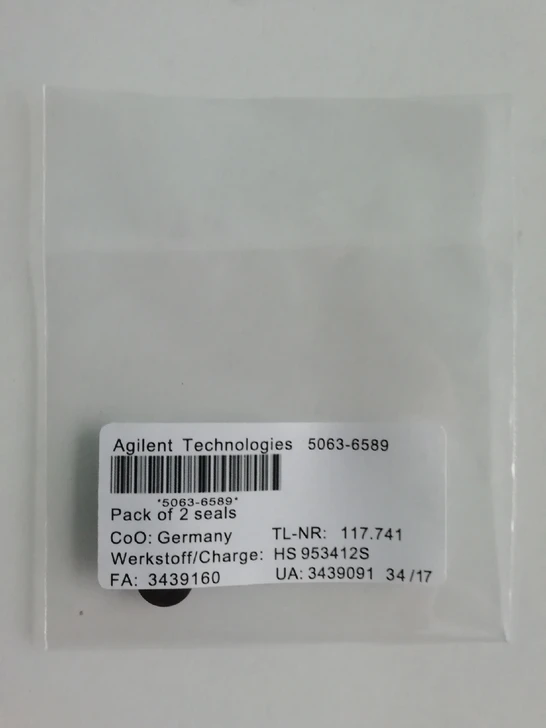 Agilent Technologies 5063-6589
*5063-6589*
Pack of 2 seals
CoO: Germany TL-NR: 117.741
Werkstoff/Charge: HS 953412S
FA: 3439160 UA: 3439091 34/17